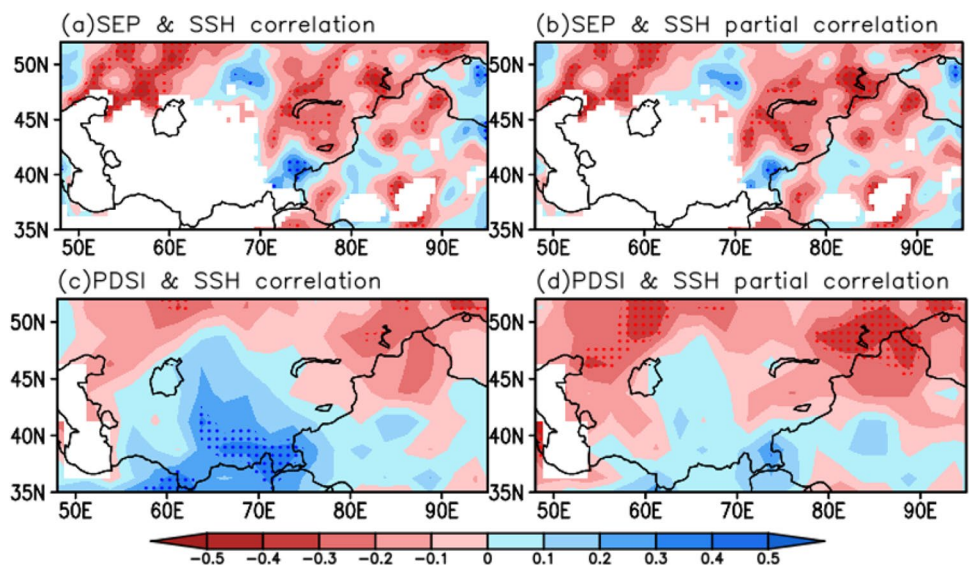 (a)SEP & SSH correlation
(b)SEP & SSH partial correlation
50N
45N
40N
35N
50E 60E 70E 80E 90E
50N
45N
40N
35N
50E 60E 70E 80E 90E
(c)PDSI & SSH correlation
(d)PDSI & SSH partial correlation
50N
45N
40N
35N
50E 60E 70E 80E 90E
50N
45N
40N
35N
50E 60E 70E 80E 90E
-0.5 -0.4 -0.3 -0.2 -0.1 0 0.1 0.2 0.3 0.4 0.5